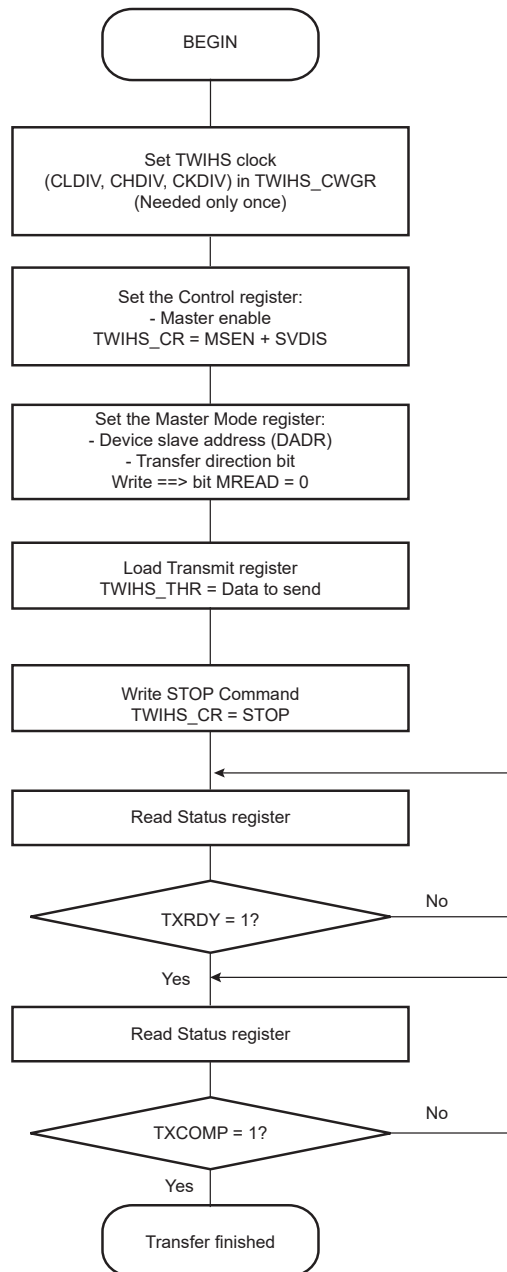 BEGIN
Set TWIHS clock
(CLDIV, CHDIV, CKDIV) in TWIHS_CWGR
(Needed only once)
Set the Control register:
- Master enable
TWIHS_CR = MSEN + SVDIS
Set the Master Mode register:
- Device slave address (DADR)
- Transfer direction bit
Write ==> bit MREAD = 0
Load Transmit register
TWIHS_THR = Data to send
Write STOP Command
TWIHS_CR = STOP
Read Status register
TXRDY = 1?
No
Yes
Read Status register
TXCOMP = 1?
No
Yes
Transfer finished